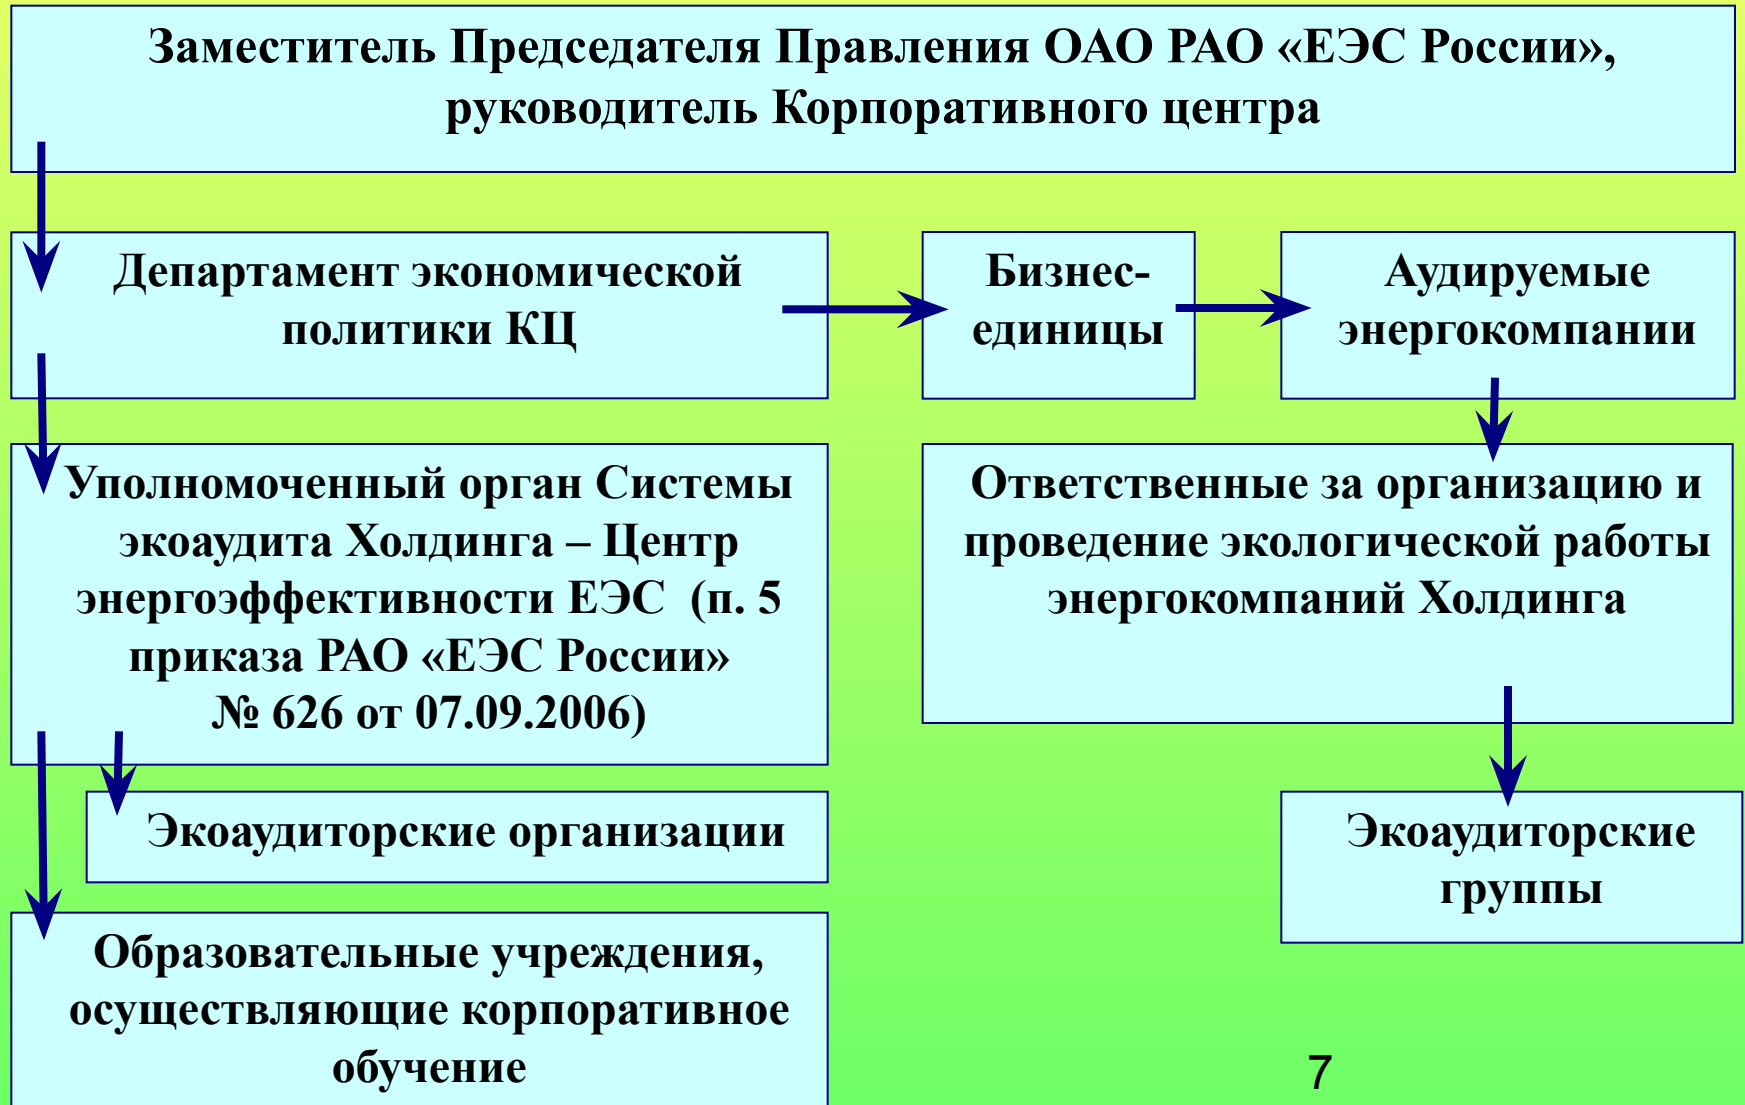 Заместитель Председателя Правления ОАО РАО «ЕЭС России»,
руководитель Корпоративного центра
Департамент экономической
политики КЦ
Бизнес-
единицы
Аудируемые
энергокомпании
Уполномоченный орган Системы
экоаудита Холдинга – Центр
энергоэффективности ЕЭС (п. 5
приказа РАО «ЕЭС России»
№ 626 от 07.09.2006)
Ответственные за организацию и
проведение экологической работы
энергокомпаний Холдинга
Экоаудиторские организации
Экоаудиторские
группы
Образовательные учреждения,
осуществляющие корпоративное
обучение
7